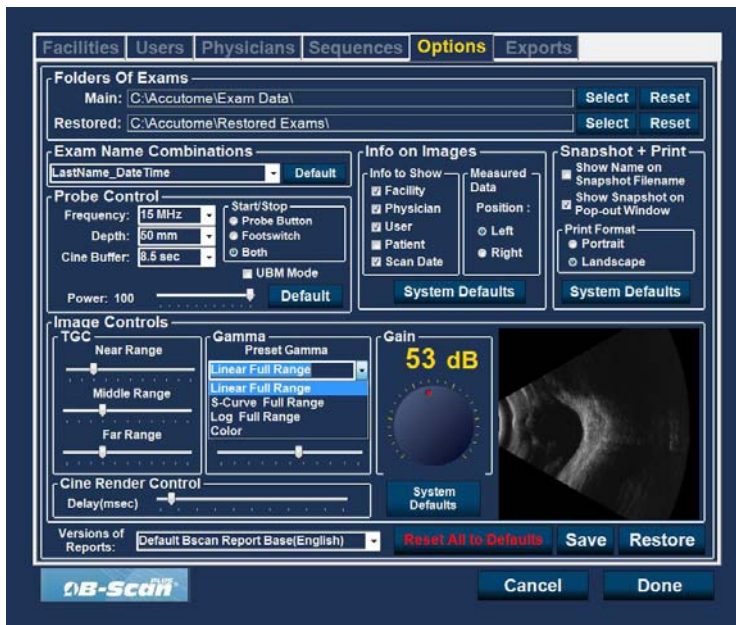 Facilities Users Physicians Sequences Options Exports
Folders Of Exams
Main: C:\Accutome\Exam Data\ Select Reset
Restored: C:\Accutome\Restored Exams\ Select Reset
Exam Name Combinations
LastName_DateTime Default
Probe Control
Frequency: 15 MHz
Depth: 50 mm
Cine Buffer: 8.5 sec
Start/Stop
Probe Button
Footswitch
Both
UBM Mode
Power: 100 Default
Info on Images
Info to Show
Facility
Physician
User
Patient
Scan Date
Measured
Data
Position :
Left
Right
System Defaults
Snapshot + Print
Show Name on
Snapshot Filename
Show Snapshot on
Pop-out Window
Print Format
Portrait
Landscape
System Defaults
Image Controls
TGC
Near Range
Middle Range
Far Range
Gamma
Preset Gamma
Linear Full Range
Linear Full Range
S-Curve Full Range
Log Full Range
Color
Gain
53 dB
System
Defaults
Cine Render Control
Delay(msec)
Versions of
Reports: Default Bscan Report Base(English) Reset All to Defaults Save Restore
B-Scan PLUS Cancel Done